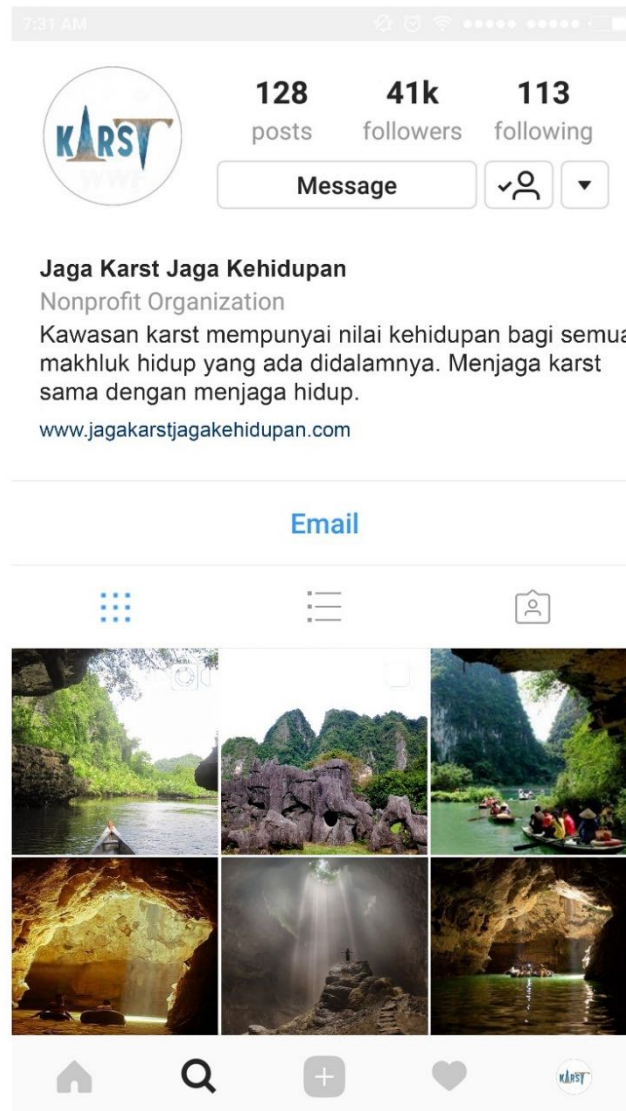 7:31 AM
128 41k 113
posts followers following
KARST
Message
Jaga Karst Jaga Kehidupan
Nonprofit Organization
Kawasan karst mempunyai nilai kehidupan bagi semua
makhluk hidup yang ada didalamnya. Menjaga karst
sama dengan menjaga hidup.
www.jagakarstjagakehidupan.com
Email
KARST